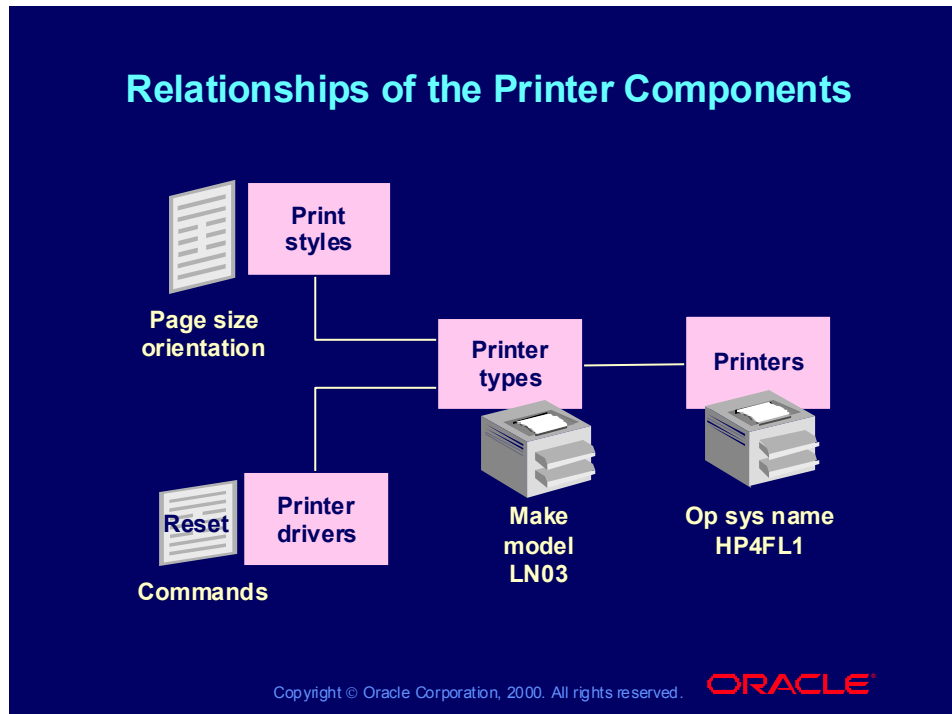 Relationships of the Printer Components
Print
styles
Page size
orientation
Printer
types
Printers
Reset
Printer
drivers
Commands
Make
model
LN03
Op sys name
HP4FL1
Copyright © Oracle Corporation, 2000. All rights reserved.
ORACLE®